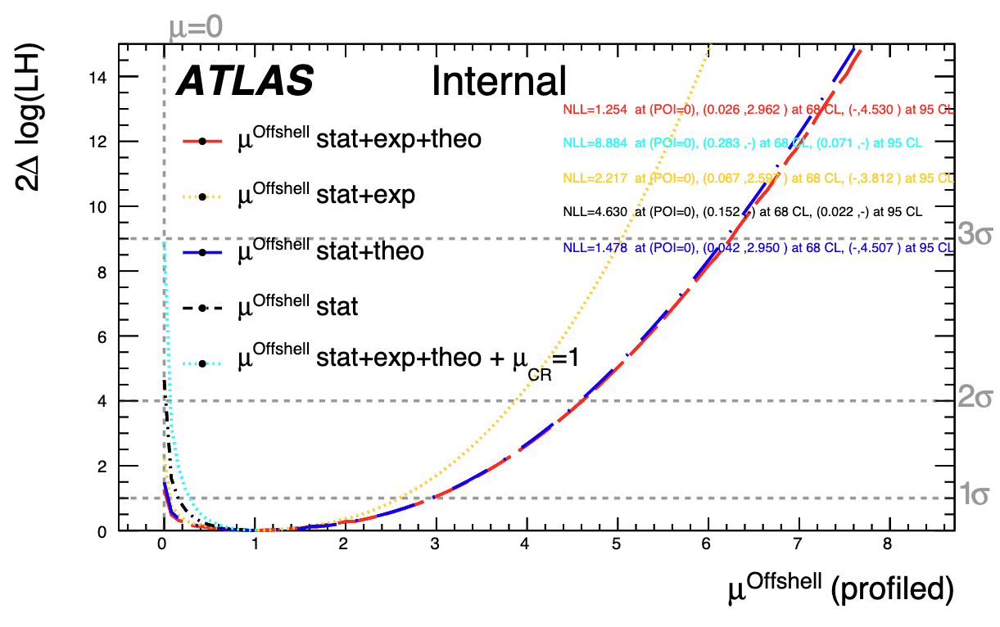 μ=0
2Δ log(LH)
ATLAS Internal
μOffshell stat+exp+theo
μOffshell stat+exp
μOffshell stat+theo
μOffshell stat
μOffshell stat+exp+theo + μCR=1
NLL=1.254 at (POI=0), (0.026 ,2.962 ) at 68 CL, (-,4.530 ) at 95 CL
NLL=8.884 at (POI=0), (0.283 ,-) at 68 CL, (0.071 ,-) at 95 CL
NLL=2.217 at (POI=0), (0.067 ,2.597 ) at 68 CL, (-,3.812 ) at 95 CL
NLL=4.630 at (POI=0), (0.152 ,-) at 68 CL, (0.022 ,-) at 95 CL
NLL=1.478 at (POI=0), (0.042 ,2.950 ) at 68 CL, (-,4.507 ) at 95 CL
3σ
2σ
1σ
14
12
10
8
6
4
2
0
0 1 2 3 4 5 6 7 8
μOffshell (profiled)